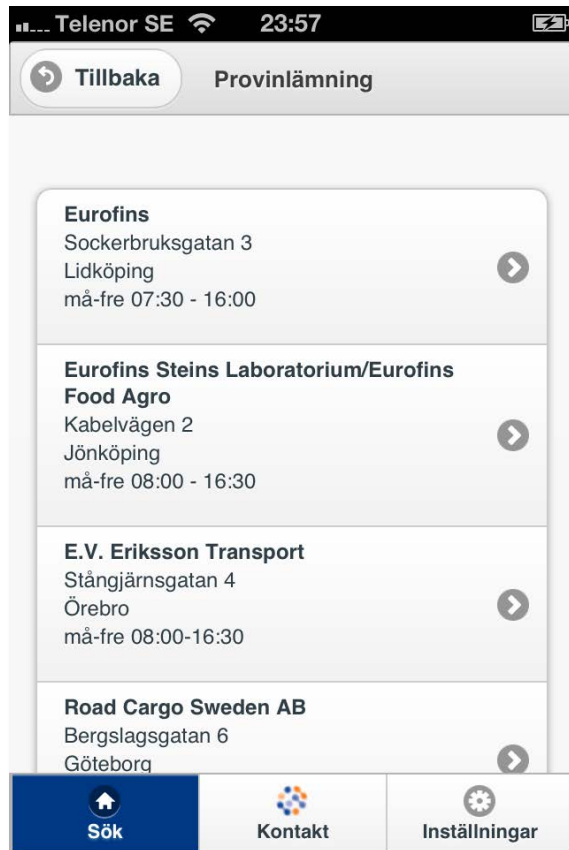 Telenor SE 23:57
Tillbaka
Provinlämning
Eurofins
Sockerbruksgatan 3
Lidköping
må-fre 07:30 - 16:00
Eurofins Steins Laboratorium/Eurofins
Food Agro
Kabelvägen 2
Jönköping
må-fre 08:00 - 16:30
E.V. Eriksson Transport
Stångjärnsgatan 4
Örebro
må-fre 08:00-16:30
Road Cargo Sweden AB
Bergslagsgatan 6
Göteborg
Sök
Kontakt
Inställningar